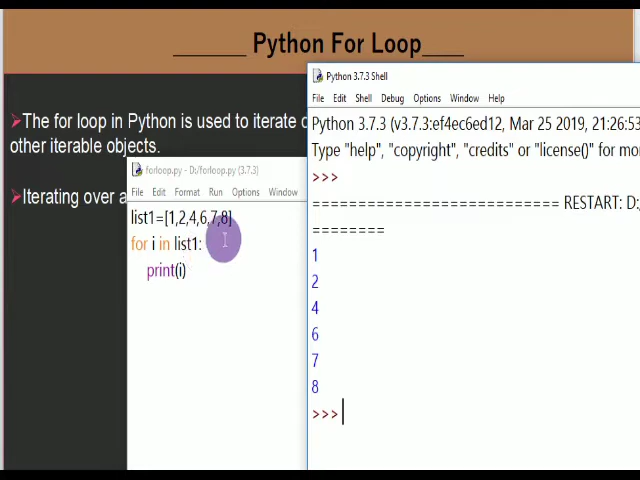 Python For Loop
The for loop in Python is used to iterate
other iterable objects.
Iterating over a
forloop.py - D:/forloop.py (3.7.3)
File Edit Format Run Options Window
list1=[1,2,4,6,7,8]
for i in list1:
print(i)
Python 3.7.3 Shell
File Edit Shell Debug Options Window Help
Python 3.7.3 (v3.7.3:ef4ec6ed12, Mar 25 2019, 21:26:53
Type "help", "copyright", "credits" or "license()" for mo
>>>
=========================== RESTART: D:
========
1
2
4
6
7
8
>>>